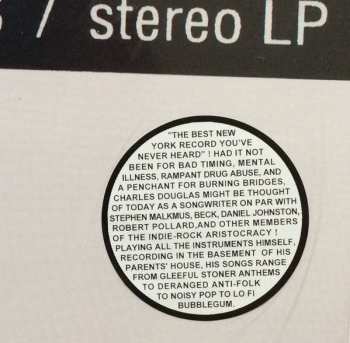 / stereo LP
"THE BEST NEW
YORK RECORD YOU'VE
NEVER HEARD" ! HAD IT NOT
BEEN FOR BAD TIMING, MENTAL
ILLNESS, RAMPANT DRUG ABUSE, AND
A PENCHANT FOR BURNING BRIDGES,
CHARLES DOUGLAS MIGHT BE THOUGHT
OF TODAY AS A SONGWRITER ON PAR WITH
STEPHEN MALKMUS, BECK, DANIEL JOHNSTON,
ROBERT POLLARD,AND OTHER MEMBERS
OF THE INDIE-ROCK ARISTOCRACY !
PLAYING ALL THE INSTRUMENTS HIMSELF,
RECORDING IN THE BASEMENT OF HIS
PARENTS' HOUSE, HIS SONGS RANGE
FROM GLEEFUL STONER ANTHEMS
TO DERANGED ANTI-FOLK
TO NOISY POP TO LO FI
BUBBLEGUM.